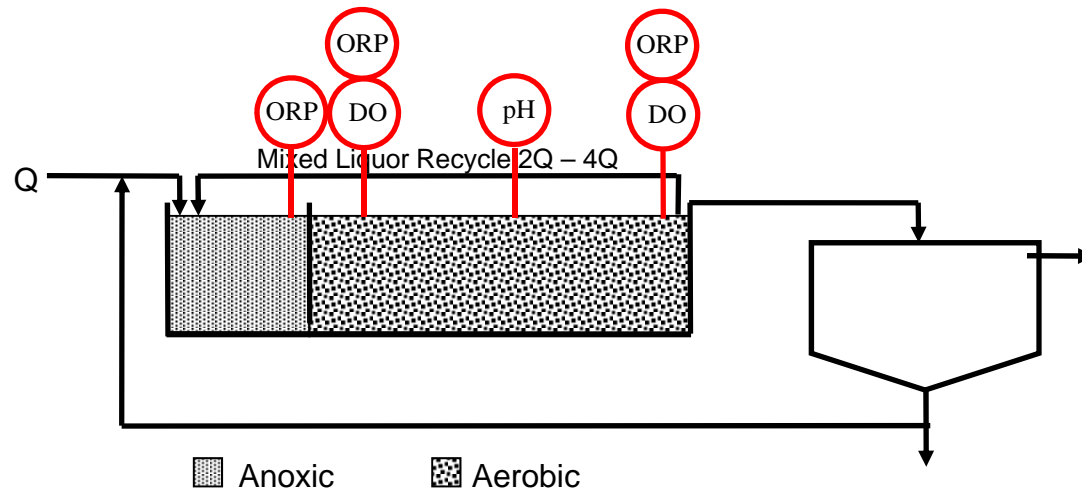 ORP
ORP
ORP
DO
pH
DO
Mixed Liquor Recycle 2Q – 4Q
Q
Anoxic
Aerobic